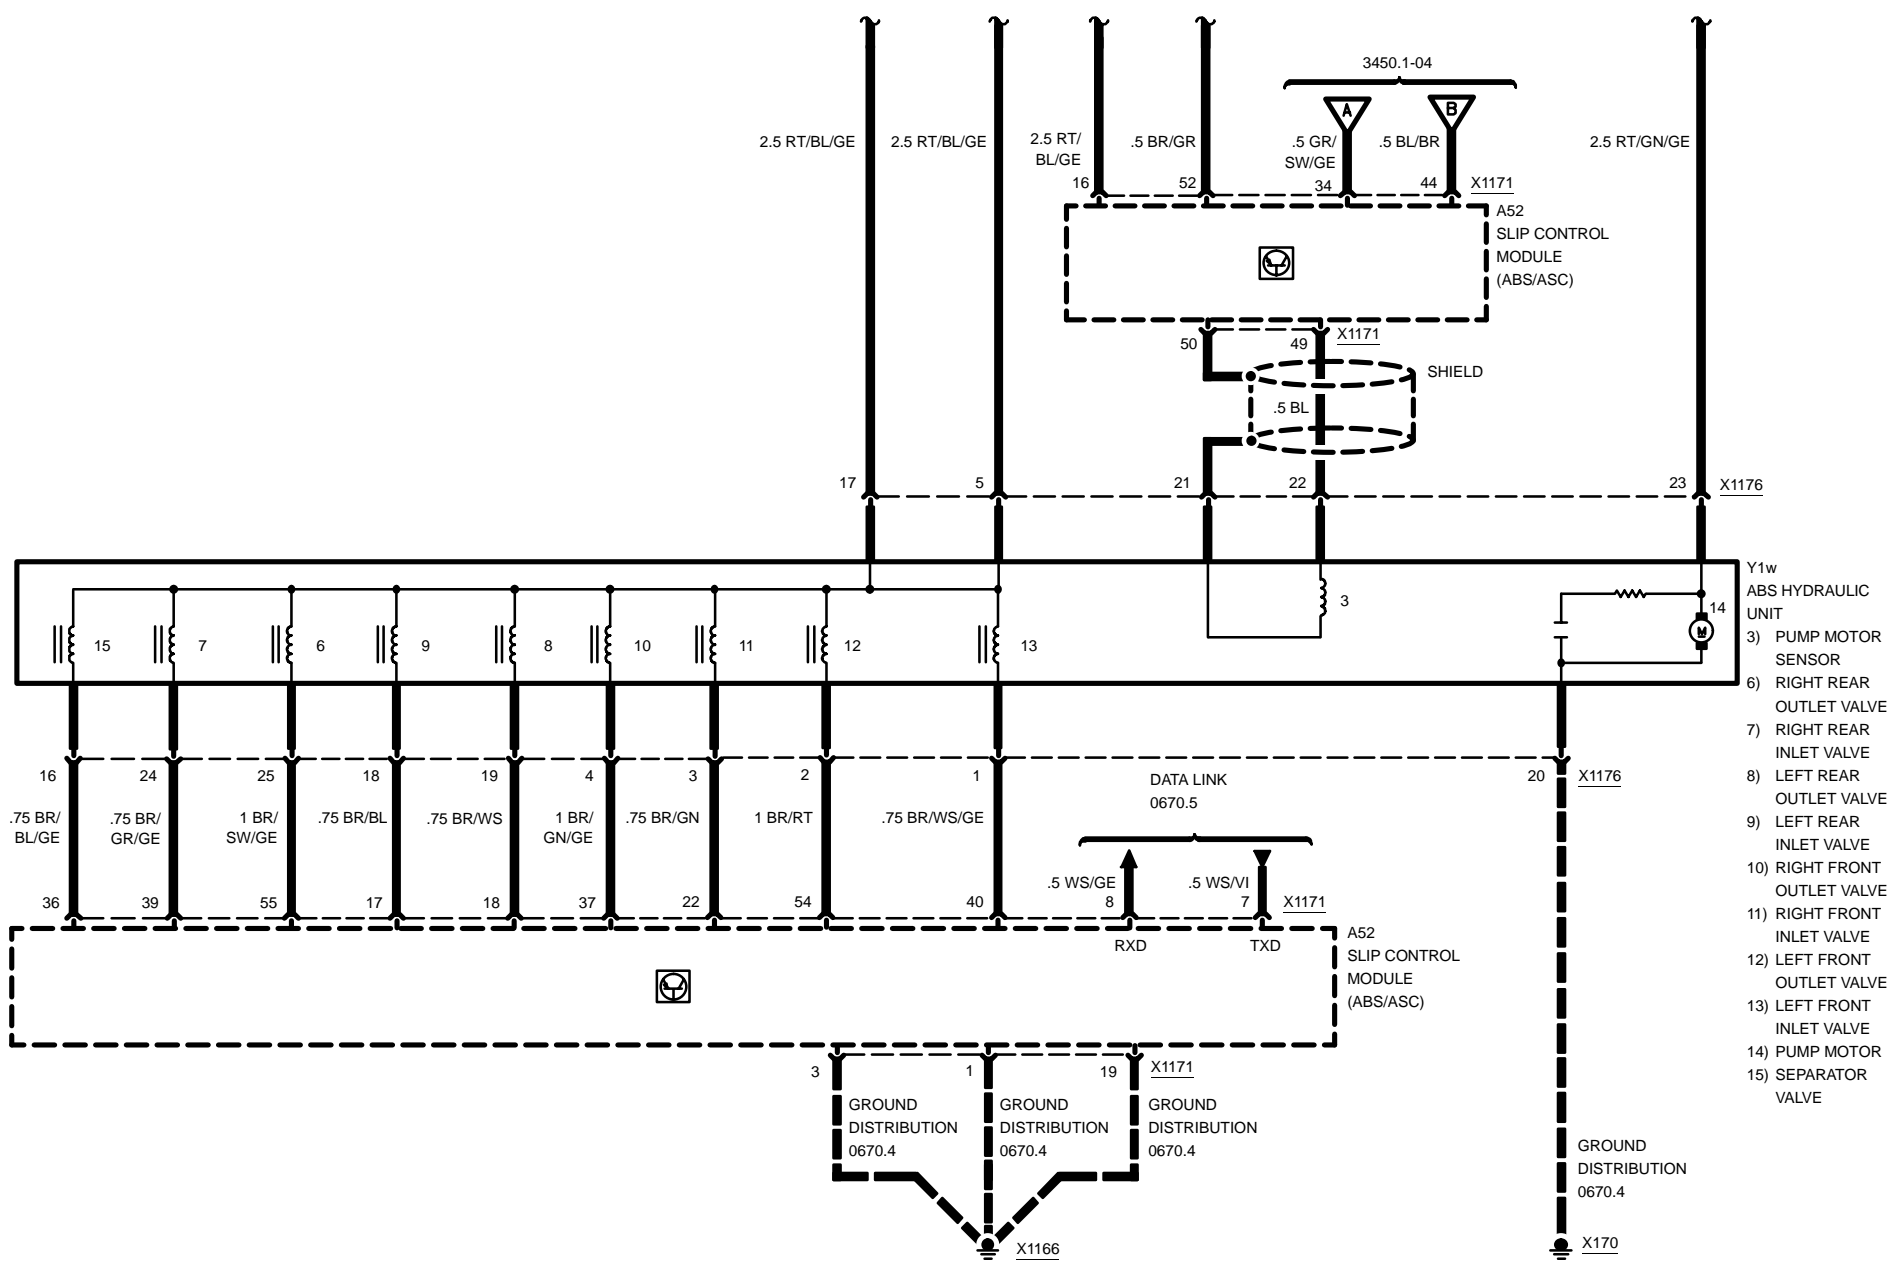 3450.1-04
A
B
2.5 RT/BL/GE
2.5 RT/BL/GE
2.5 RT/
BL/GE
.5 BR/GR
.5 GR/
SW/GE
.5 BL/BR
2.5 RT/GN/GE
16
52
34
44
X1171
A52
SLIP CONTROL
MODULE
(ABS/ASC)
50
49
X1171
SHIELD
.5 BL
17
5
21
22
23
X1176
15
7
6
9
8
10
11
12
13
3
14
M
Y1w
ABS HYDRAULIC
UNIT
3) PUMP MOTOR
SENSOR
6) RIGHT REAR
OUTLET VALVE
7) RIGHT REAR
INLET VALVE
8) LEFT REAR
OUTLET VALVE
9) LEFT REAR
INLET VALVE
10) RIGHT FRONT
OUTLET VALVE
11) RIGHT FRONT
INLET VALVE
12) LEFT FRONT
OUTLET VALVE
13) LEFT FRONT
INLET VALVE
14) PUMP MOTOR
15) SEPARATOR
VALVE
16
24
25
18
19
4
3
2
1
20
X1176
DATA LINK
0670.5
.75 BR/
BL/GE
.75 BR/
GR/GE
1 BR/
SW/GE
.75 BR/BL
.75 BR/WS
1 BR/
GN/GE
.75 BR/GN
1 BR/RT
.75 BR/WS/GE
.5 WS/GE
.5 WS/VI
36
39
55
17
18
37
22
54
40
8
7
X1171
RXD
TXD
A52
SLIP CONTROL
MODULE
(ABS/ASC)
3
1
19
X1171
GROUND
DISTRIBUTION
0670.4
GROUND
DISTRIBUTION
0670.4
GROUND
DISTRIBUTION
0670.4
GROUND
DISTRIBUTION
0670.4
X1166
X170